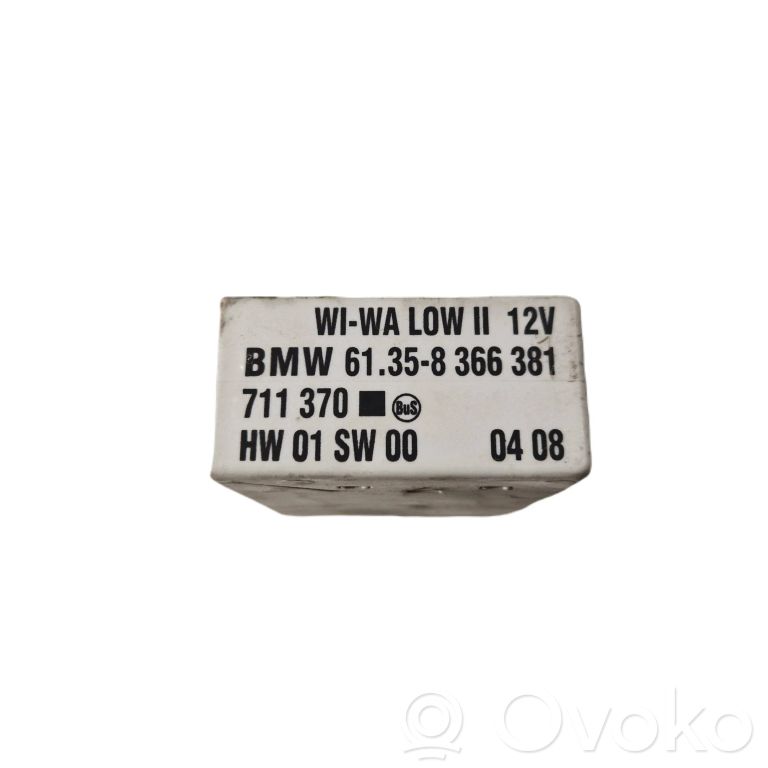 WI-WA LOW II 12V
BMW 61.35-8 366 381
711 370 BuS
HW 01 SW 00 04 08
Ovoko